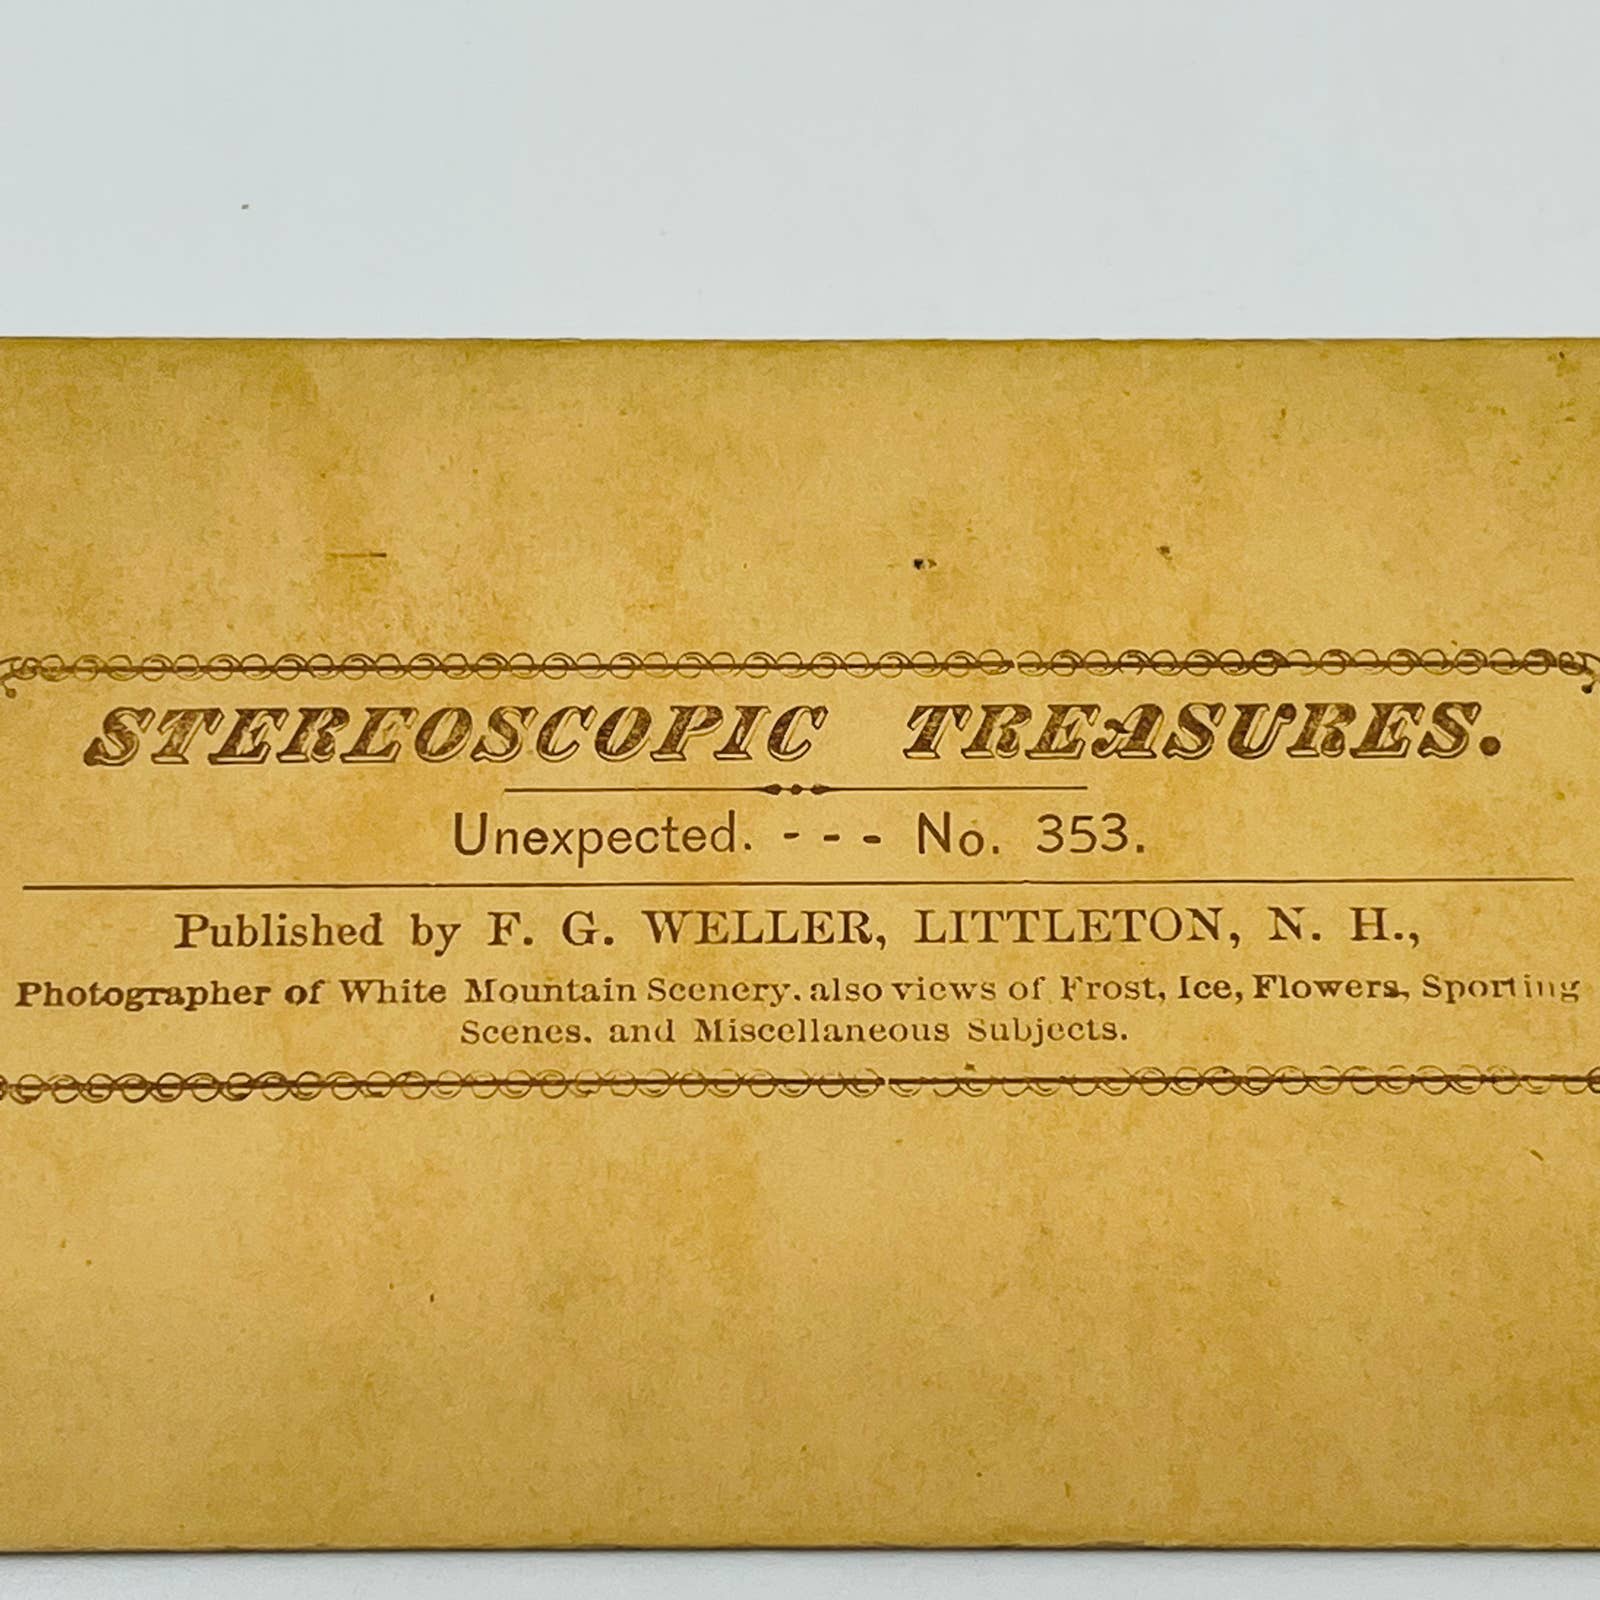 STEREOSCOPIC TREASURES.
Unexpected. - - - No. 353.
Published by F. G. WELLER, LITTLETON, N. H.,
Photographer of White Mountain Scenery. also views of Frost, Ice, Flowers, Sporting
Scenes. and Miscellaneous Subjects.